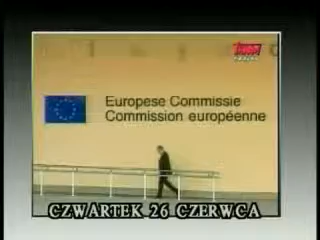 Europese Commissie
Commission européenne
CZWARTEK 26 CZERWCA